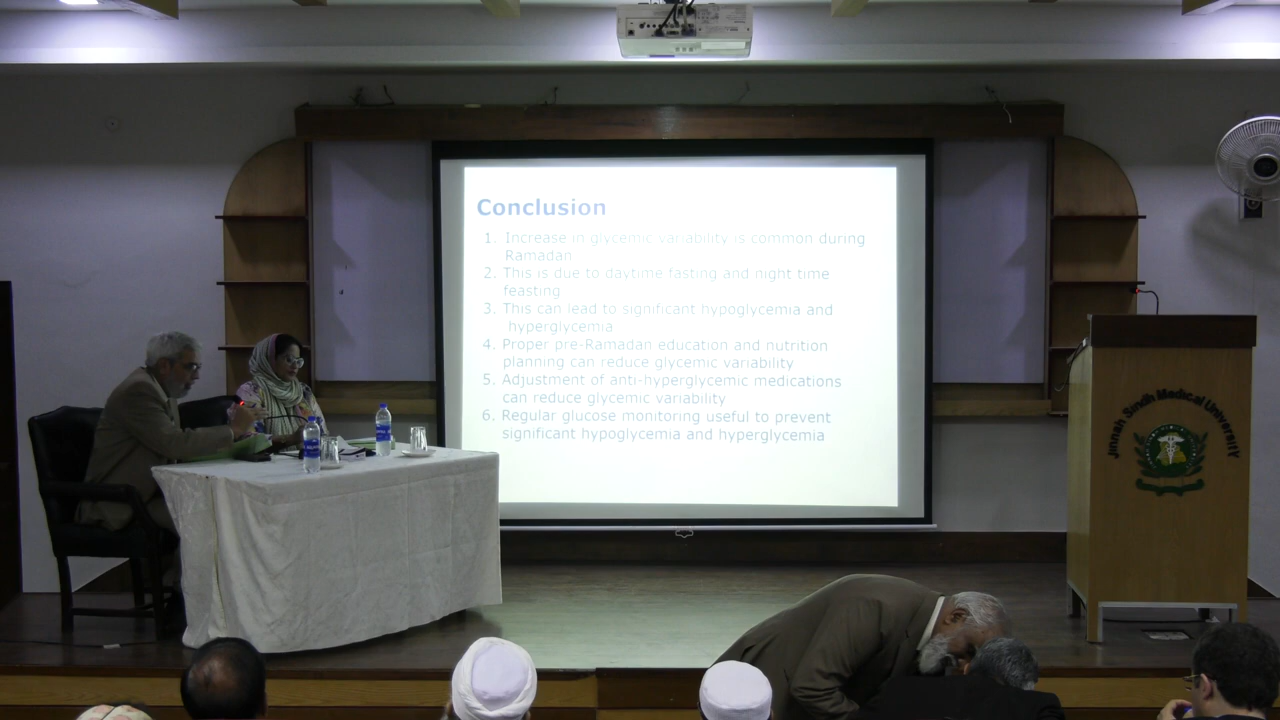 Conclusion
1. Increase in glycemic variability is common during
Ramadan
2. This is due to daytime fasting and night time
feasting
3. This can lead to significant hypoglycemia and
hyperglycemia
4. Proper pre-Ramadan education and nutrition
planning can reduce glycemic variability
5. Adjustment of anti-hyperglycemic medications
can reduce glycemic variability
6. Regular glucose monitoring useful to prevent
significant hypoglycemia and hyperglycemia
Jinnah Sindh Medical University